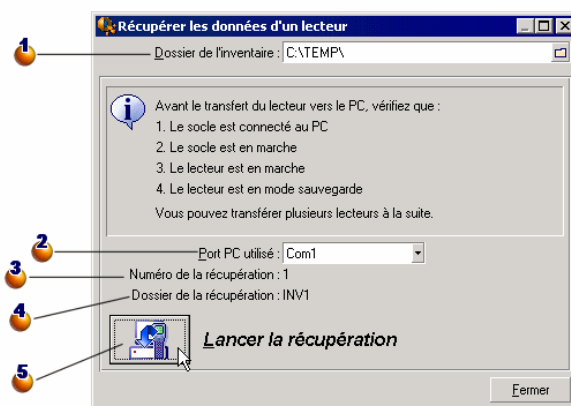 Récupérer les données d'un lecteur
1
Dossier de l'inventaire : C:\TEMP\
Avant le transfert du lecteur vers le PC, vérifiez que :
1. Le socle est connecté au PC
2. Le socle est en marche
3. Le lecteur est en marche
4. Le lecteur est en mode sauvegarde
Vous pouvez transférer plusieurs lecteurs à la suite.
2
Port PC utilisé : Com1
3
Numéro de la récupération : 1
4
Dossier de la récupération : INV1
5
Lancer la récupération
Fermer